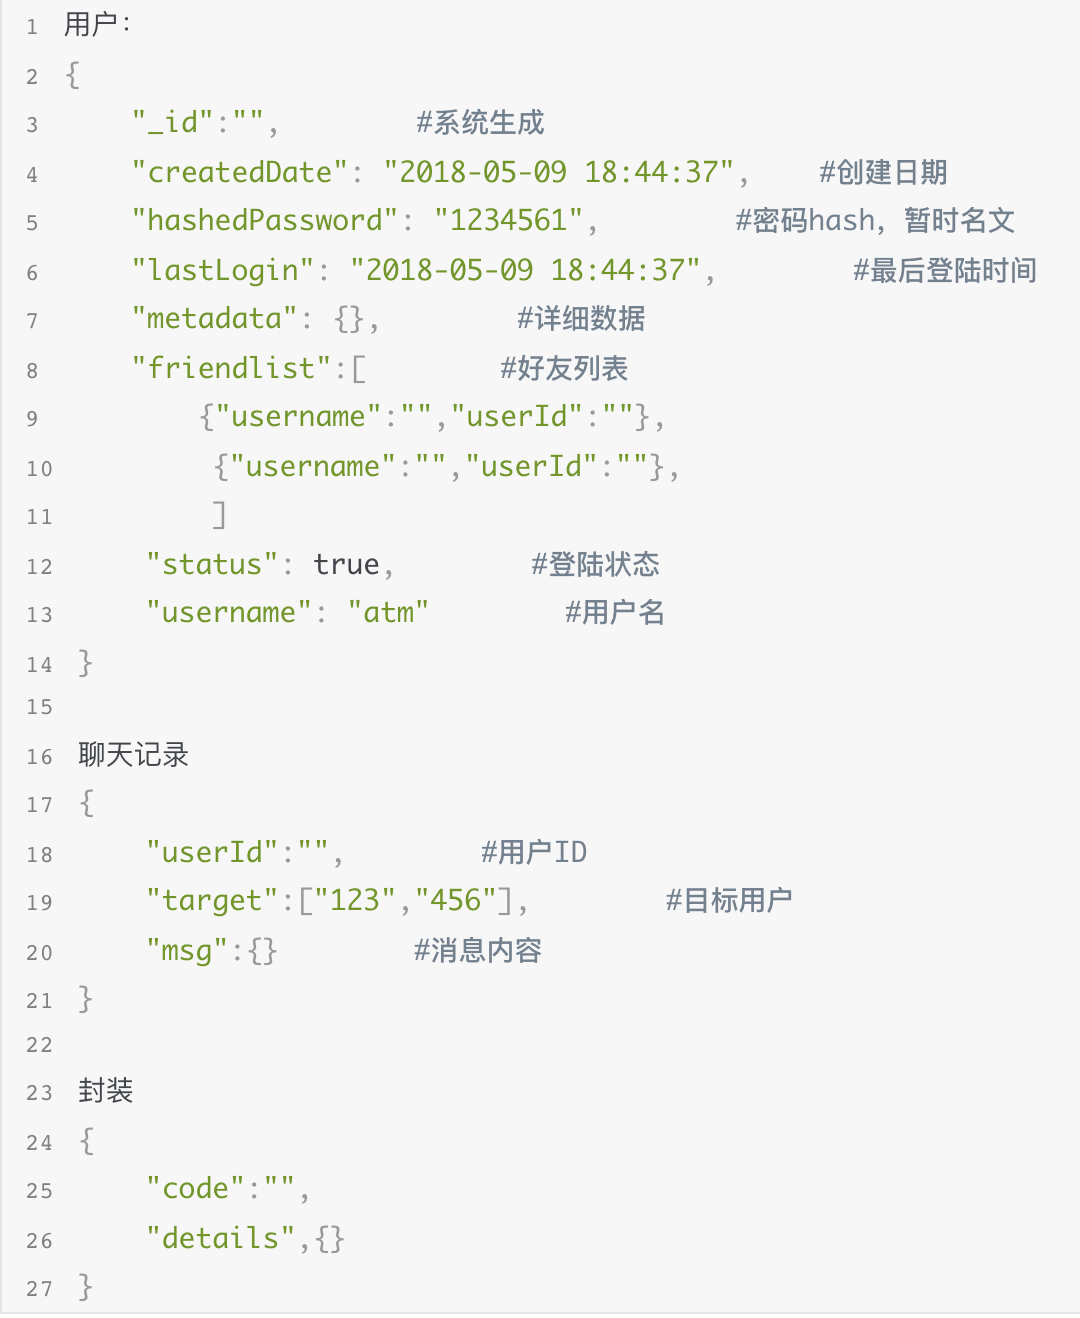 1 用户:
2 {
3 "_id":"", #系统生成
4 "createdDate": "2018-05-09 18:44:37", #创建日期
5 "hashedPassword": "1234561", #密码hash, 暂时名文
6 "lastLogin": "2018-05-09 18:44:37", #最后登陆时间
7 "metadata": {}, #详细数据
8 "friendlist":[ #好友列表
9 {"username":"","userId":""},
10 {"username":"","userId":""},
11 ]
12 "status": true, #登陆状态
13 "username": "atm" #用户名
14 }
15
16 聊天记录
17 {
18 "userId":"", #用户ID
19 "target":["123","456"], #目标用户
20 "msg":{} #消息内容
21 }
22
23 封装
24 {
25 "code":"",
26 "details",{}
27 }